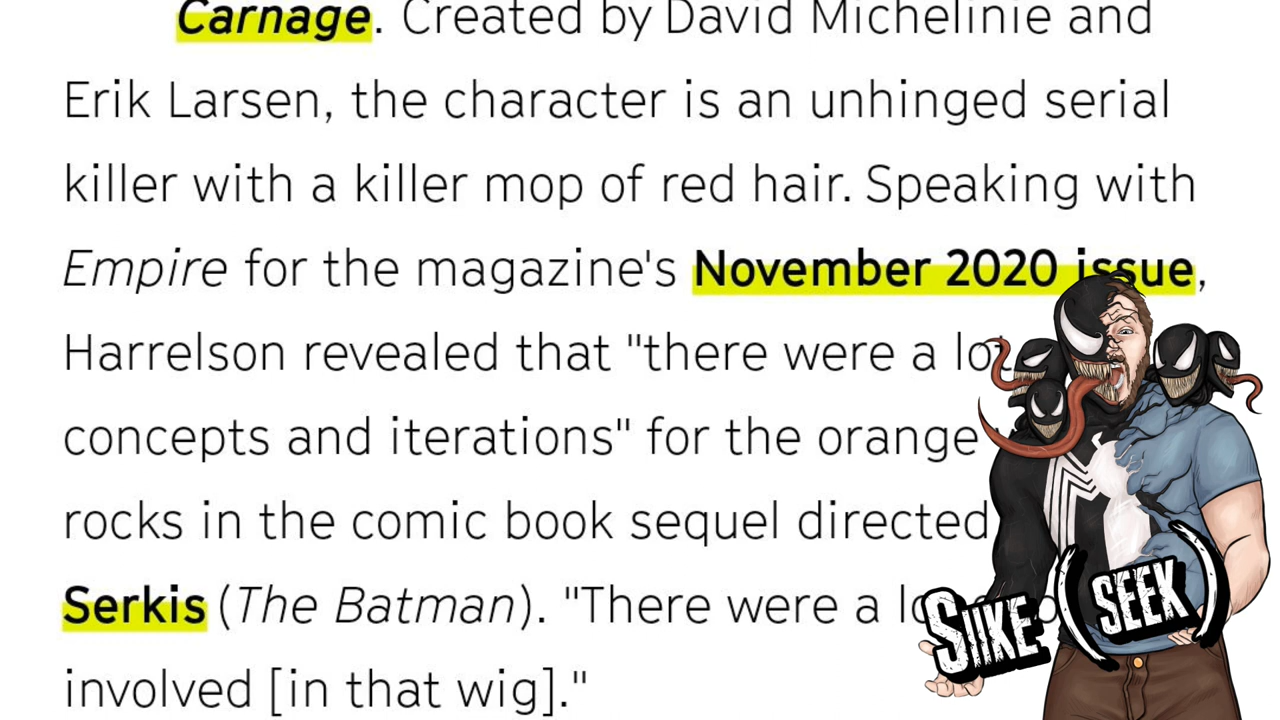 Carnage. Created by David Michelinie and
Erik Larsen, the character is an unhinged serial
killer with a killer mop of red hair. Speaking with
Empire for the magazine's November 2020 issue,
Harrelson revealed that "there were a lot
concepts and iterations" for the orange
rocks in the comic book sequel directed
Serkis (The Batman). "There were a
involved [in that wig]."
SIIKE (SEEK)